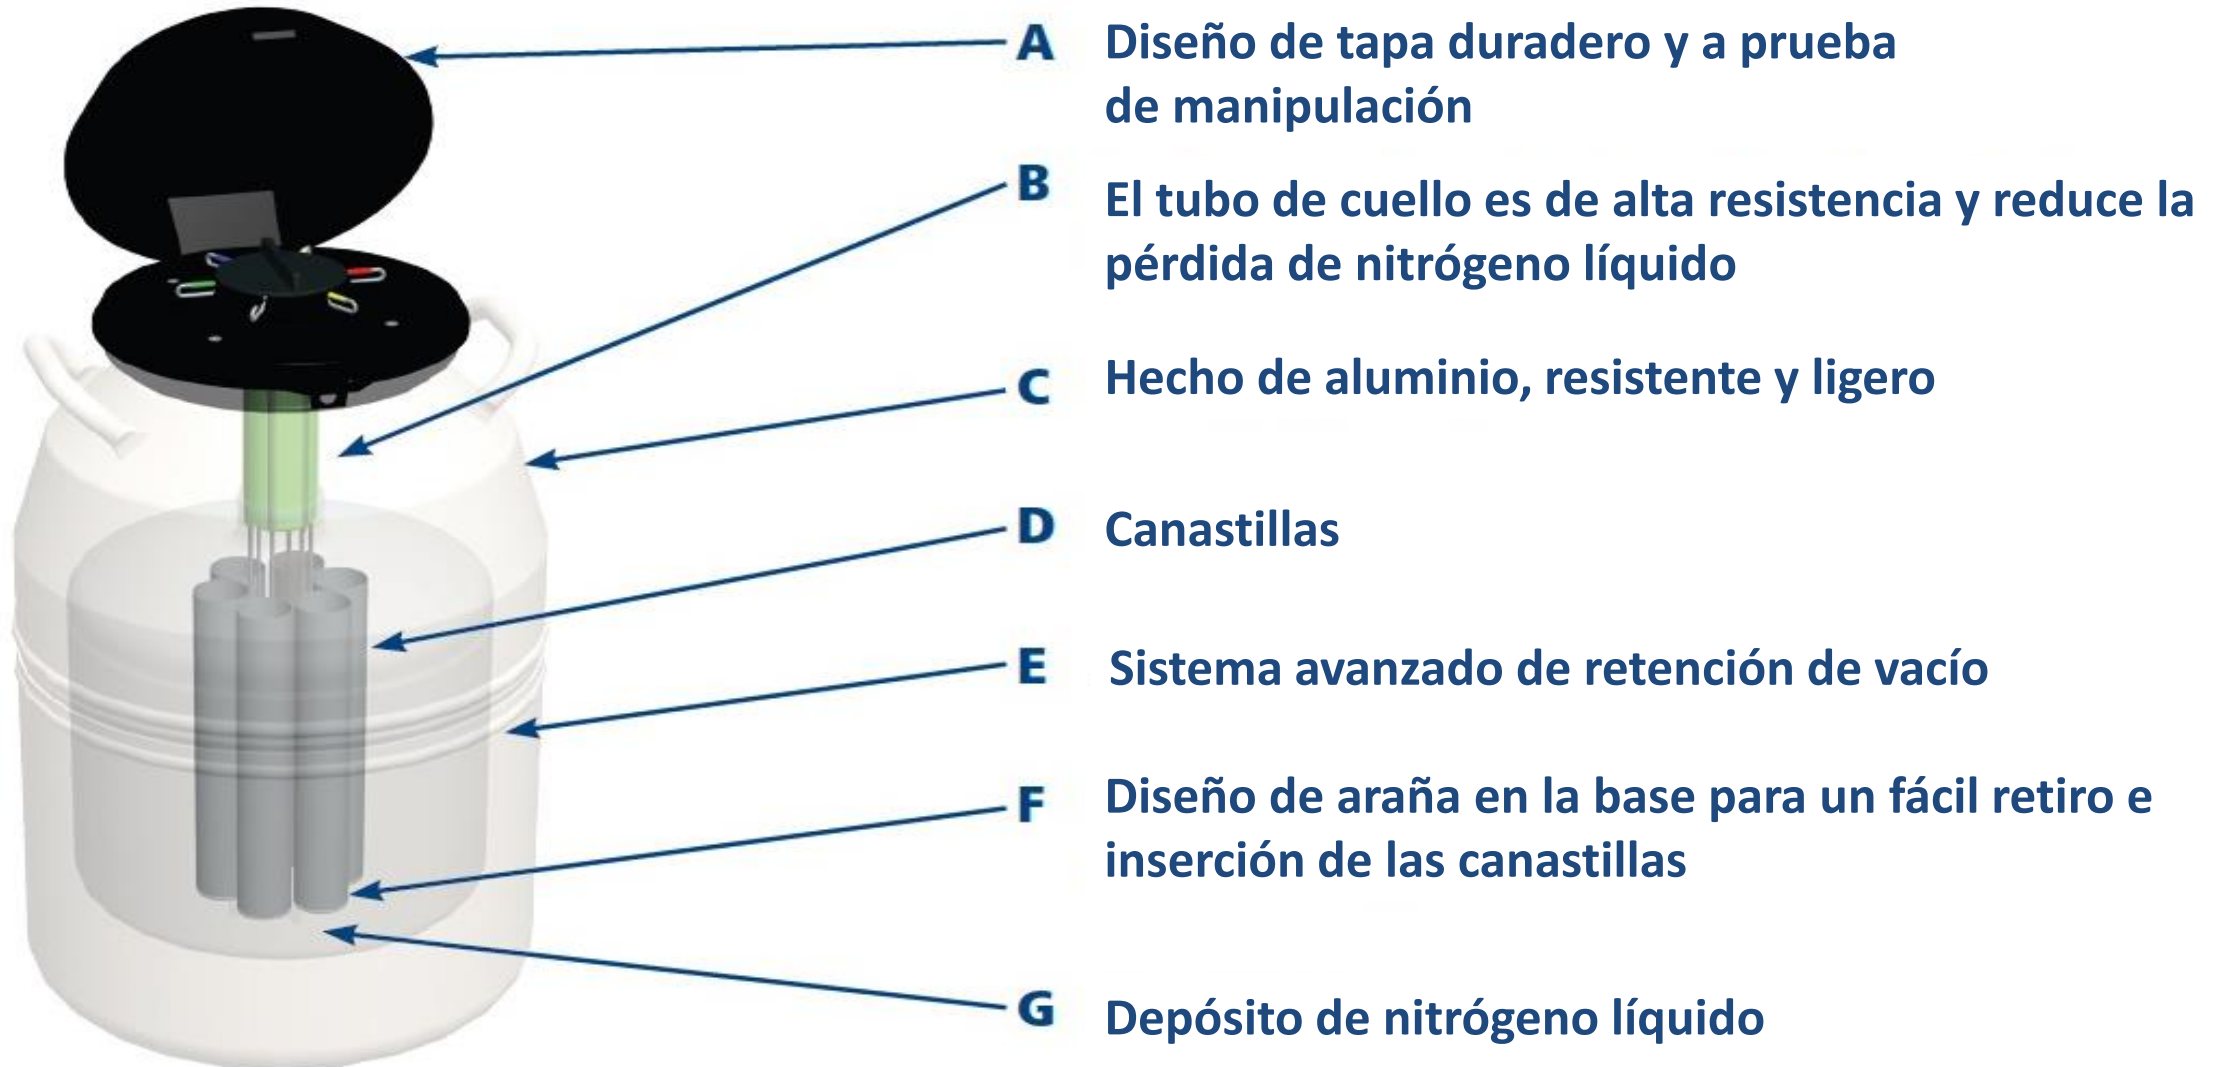 A Diseño de tapa duradero y a prueba
de manipulación
B El tubo de cuello es de alta resistencia y reduce la
pérdida de nitrógeno líquido
C Hecho de aluminio, resistente y ligero
D Canastillas
E Sistema avanzado de retención de vacío
F Diseño de araña en la base para un fácil retiro e
inserción de las canastillas
G Depósito de nitrógeno líquido